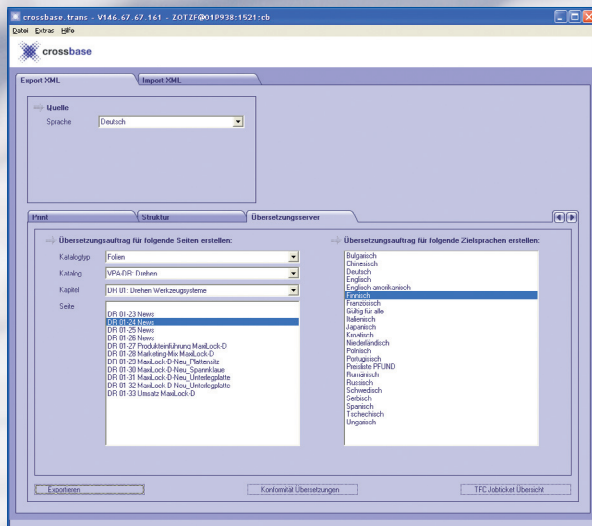 crossbase.trans - V146.67.67.161 - ZOTZF@01P938:1521:cb
Datei Extras Hilfe
crossbase
Export XML
Import XML
Quelle
Sprache
Deutsch
Print
Struktur
Übersetzungsserver
Übersetzungsauftrag für folgende Seiten erstellen:
Katalogtyp
Folien
Katalog
VPA-DR: Drehen
Kapitel
DR 01: Drehen Werkzeugsysteme
Seite
DR 01-23 News
DR 01-24 News
DR 01-25 News
DR 01-26 News
DR 01-27 Produkteinführung MaxiLock-D
DR 01-28 Marketing-Mix MaxiLock-D
DR 01-29 MaxiLock-D-Neu_Plattensitz
DR 01-30 MaxiLock-D-Neu_Spannklaue
DR 01-31 MaxiLock-D-Neu_Unterlegplatte
DR 01-32 MaxiLock-D-Neu_Unterlegplatte
DR 01-33 Umsatz MaxiLock-D
Übersetzungsauftrag für folgende Zielsprachen erstellen:
Bulgarisch
Chinesisch
Deutsch
Englisch
Englisch amorikanisch
Finnisch
Französisch
Gültig für alle
Italienisch
Japanisch
Kroatisch
Niederländisch
Polnisch
Portugisisch
Preisliste PFUND
Rumänisch
Russisch
Schwedisch
Serbisch
Spanisch
Tschechisch
Ungarisch
Exportieren
Konformität Übersetzungen
TFC Jobticket Übersicht